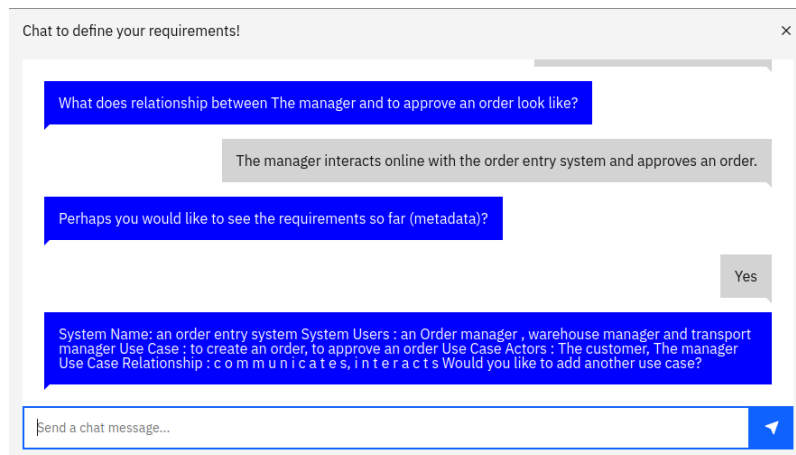 Chat to define your requirements!
What does relationship between The manager and to approve an order look like?
The manager interacts online with the order entry system and approves an order.
Perhaps you would like to see the requirements so far (metadata)?
Yes
System Name: an order entry system System Users : an Order manager , warehouse manager and transport
manager Use Case : to create an order, to approve an order Use Case Actors : The customer, The manager
Use Case Relationship : c o m m u n i c a t e s, i n t e r a c t s Would you like to add another use case?
Send a chat message...